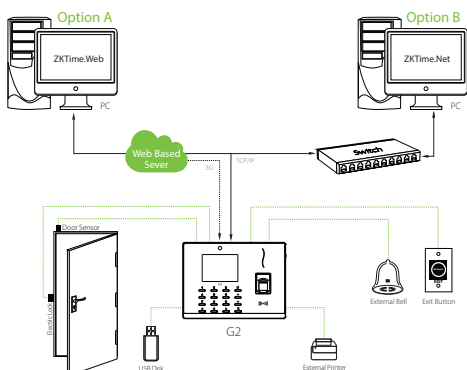 Option A
Option B
ZKTime.Web
ZKTime.Net
PC
PC
Web Based
Sever
3G
TCP/IP
Switch
Door Sensor
Electric Lock
G2
External Bell
EXIT
Exit Button
USB Disk
External Printer